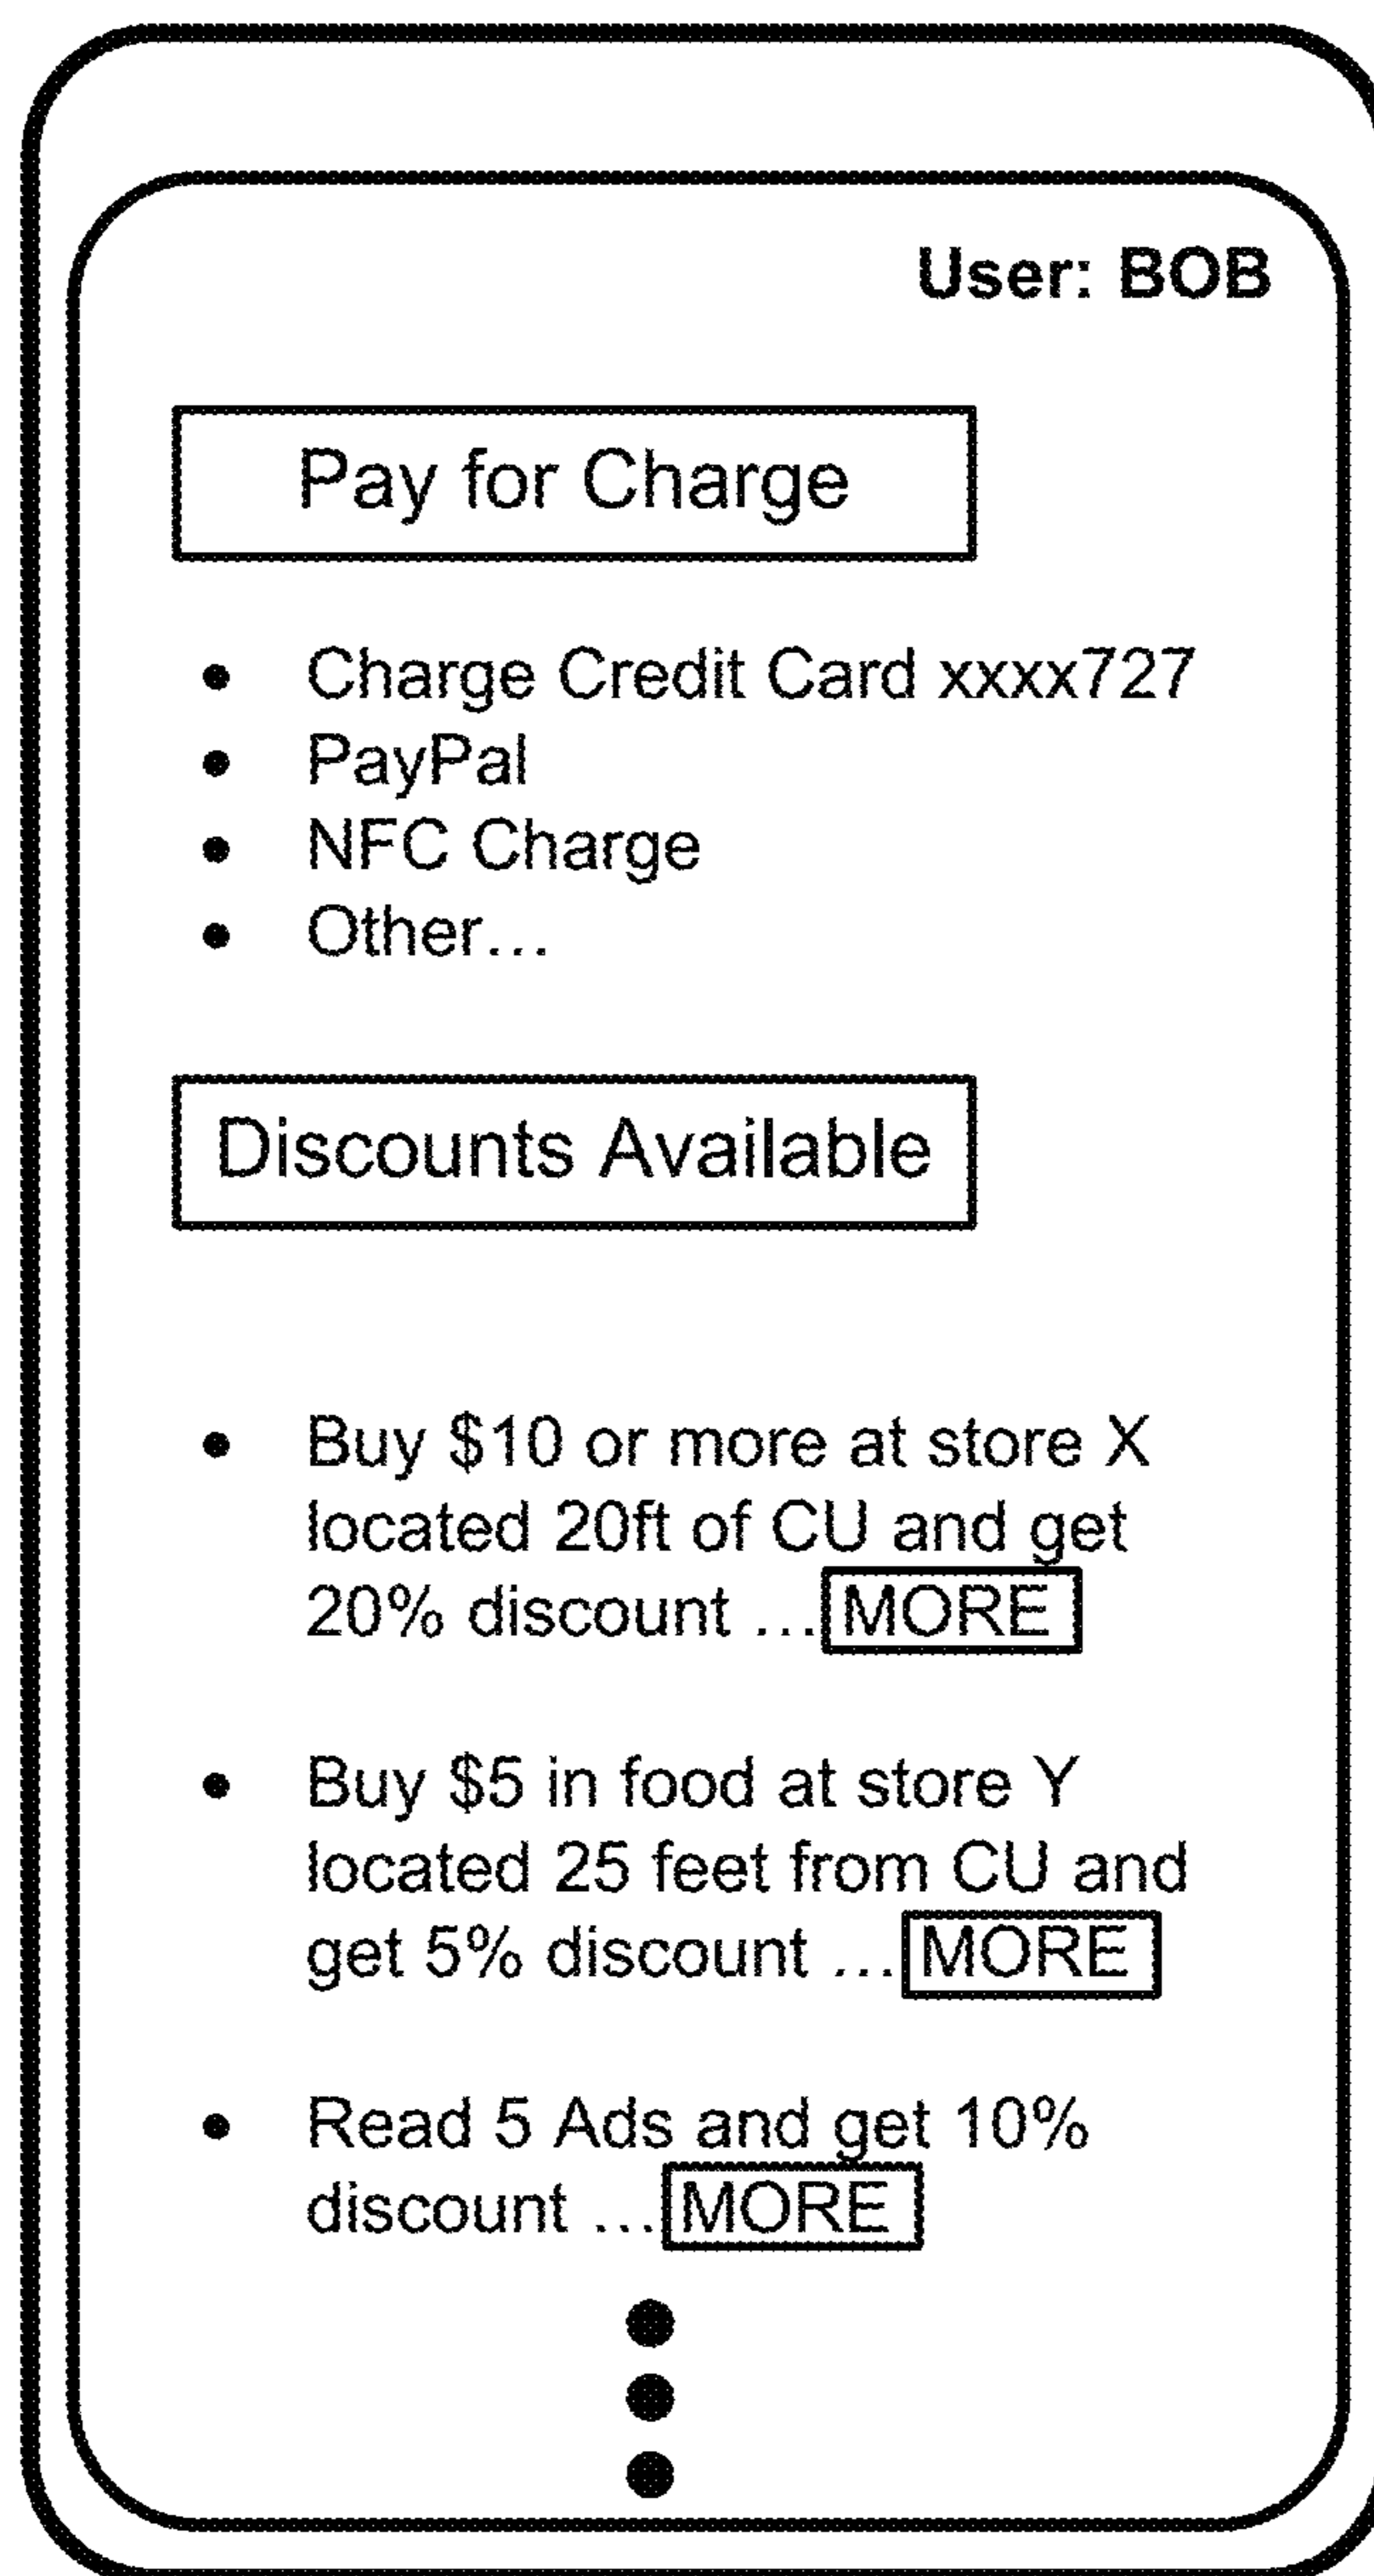 User: BOB
Pay for Charge
• Charge Credit Card xxxx727
• PayPal
• NFC Charge
• Other...
Discounts Available
• Buy $10 or more at store X
located 20ft of CU and get
20% discount ... MORE
• Buy $5 in food at store Y
located 25 feet from CU and
get 5% discount ... MORE
• Read 5 Ads and get 10%
discount ... MORE